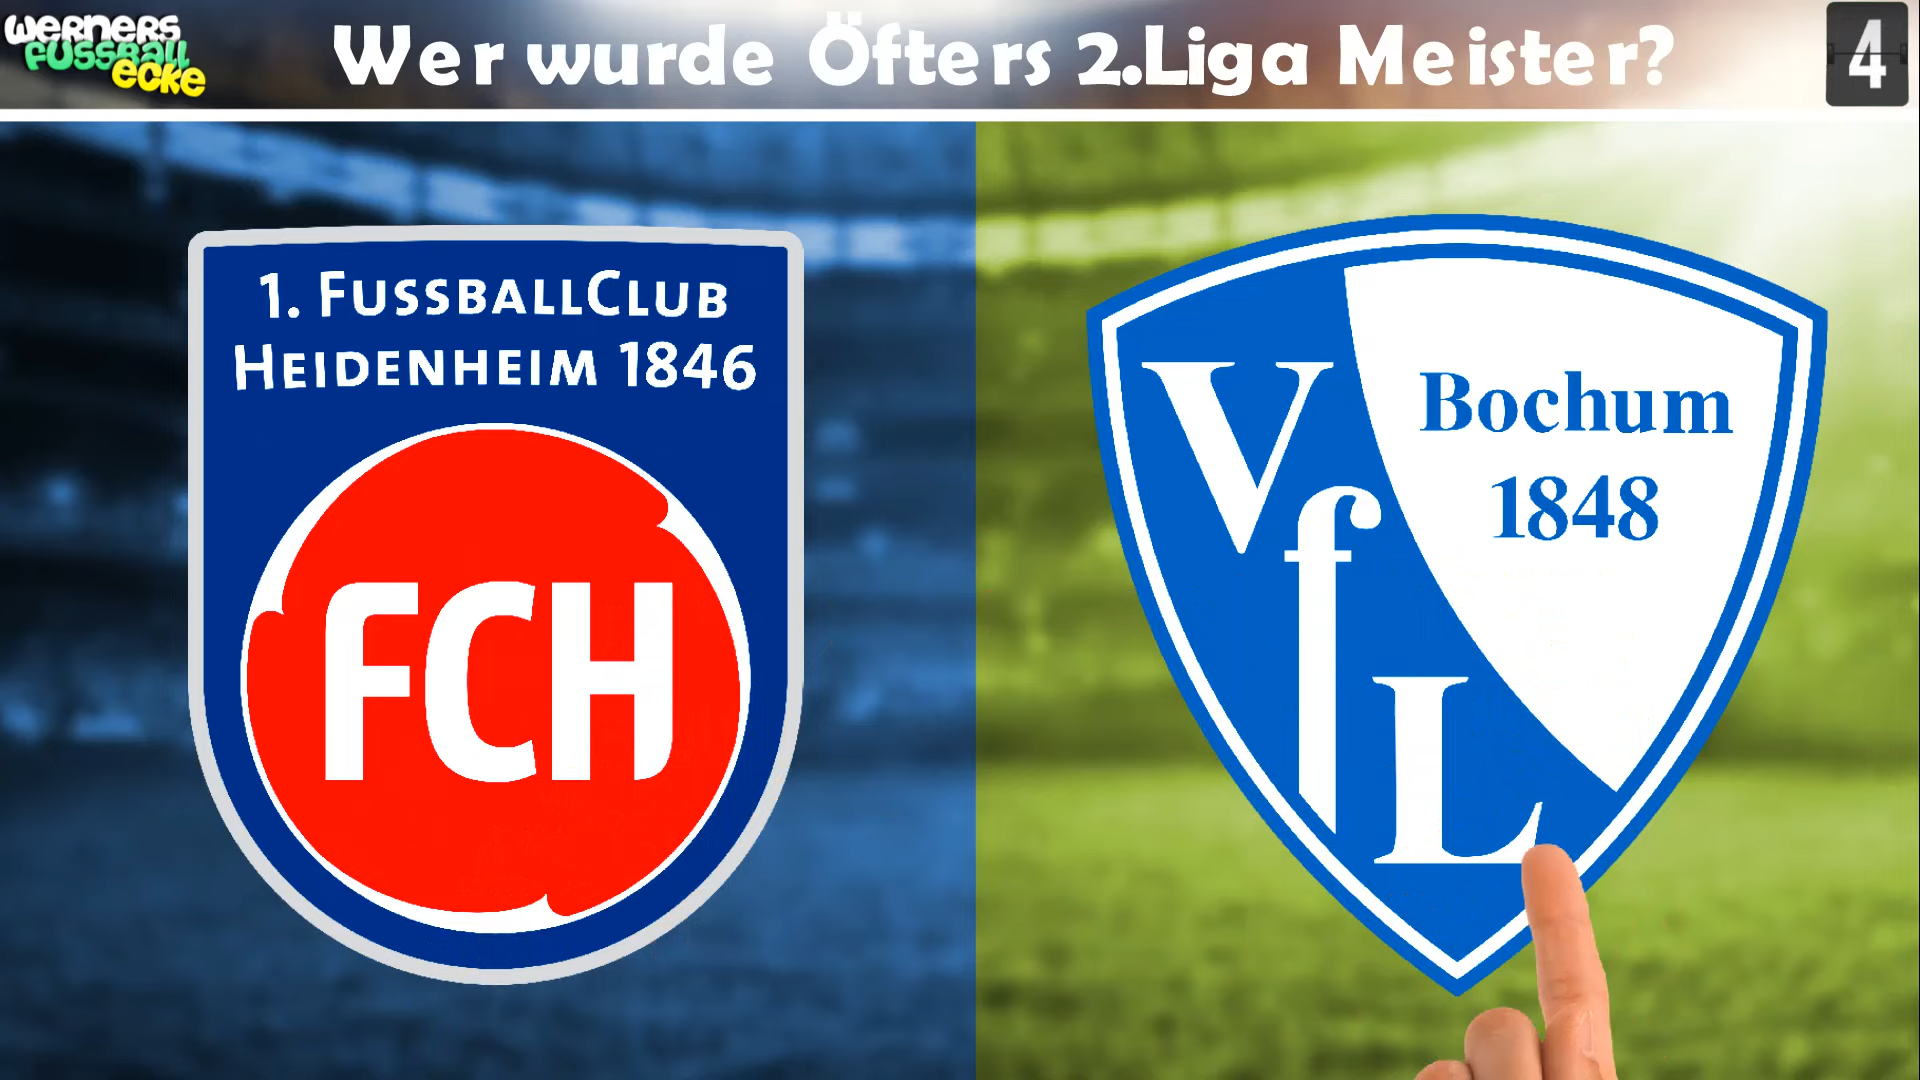 WERNERS
FUSSBALL
ECKE
Wer wurde Öfters 2.Liga Meister?
4
1. FUSSBALLCLUB
HEIDENHEIM 1846
FCH
VfL
Bochum
1848